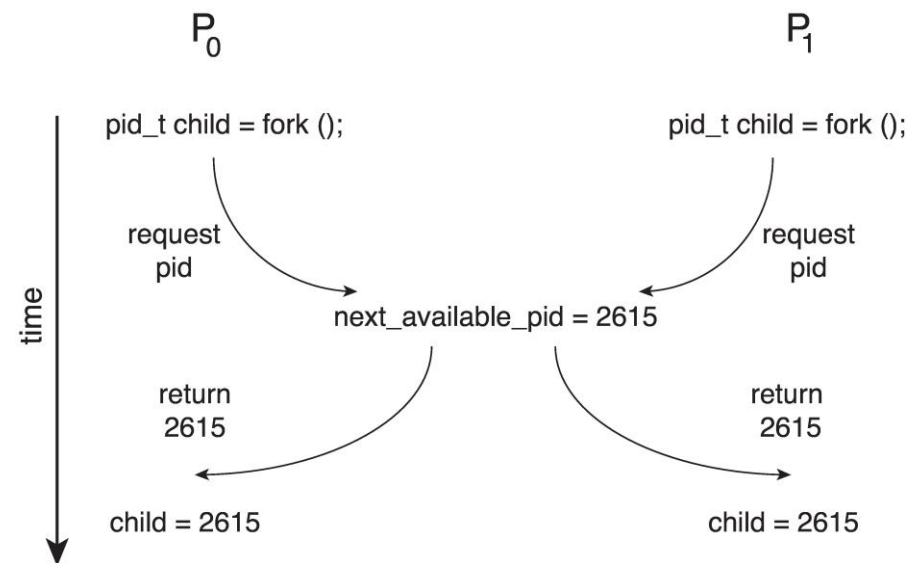 P₀ P₁
pid_t child = fork (); pid_t child = fork ();
request
pid
request
pid
next_available_pid = 2615
time
return
2615
return
2615
child = 2615 child = 2615